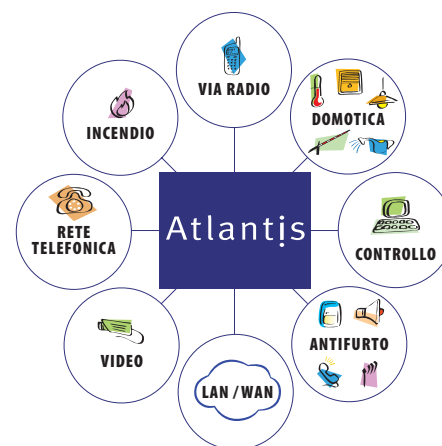 VIA RADIO
INCENDIO
DOMOTICA
RETE
TELEFONICA
Atlantis
CONTROLLO
VIDEO
ANTIFURTO
LAN / WAN